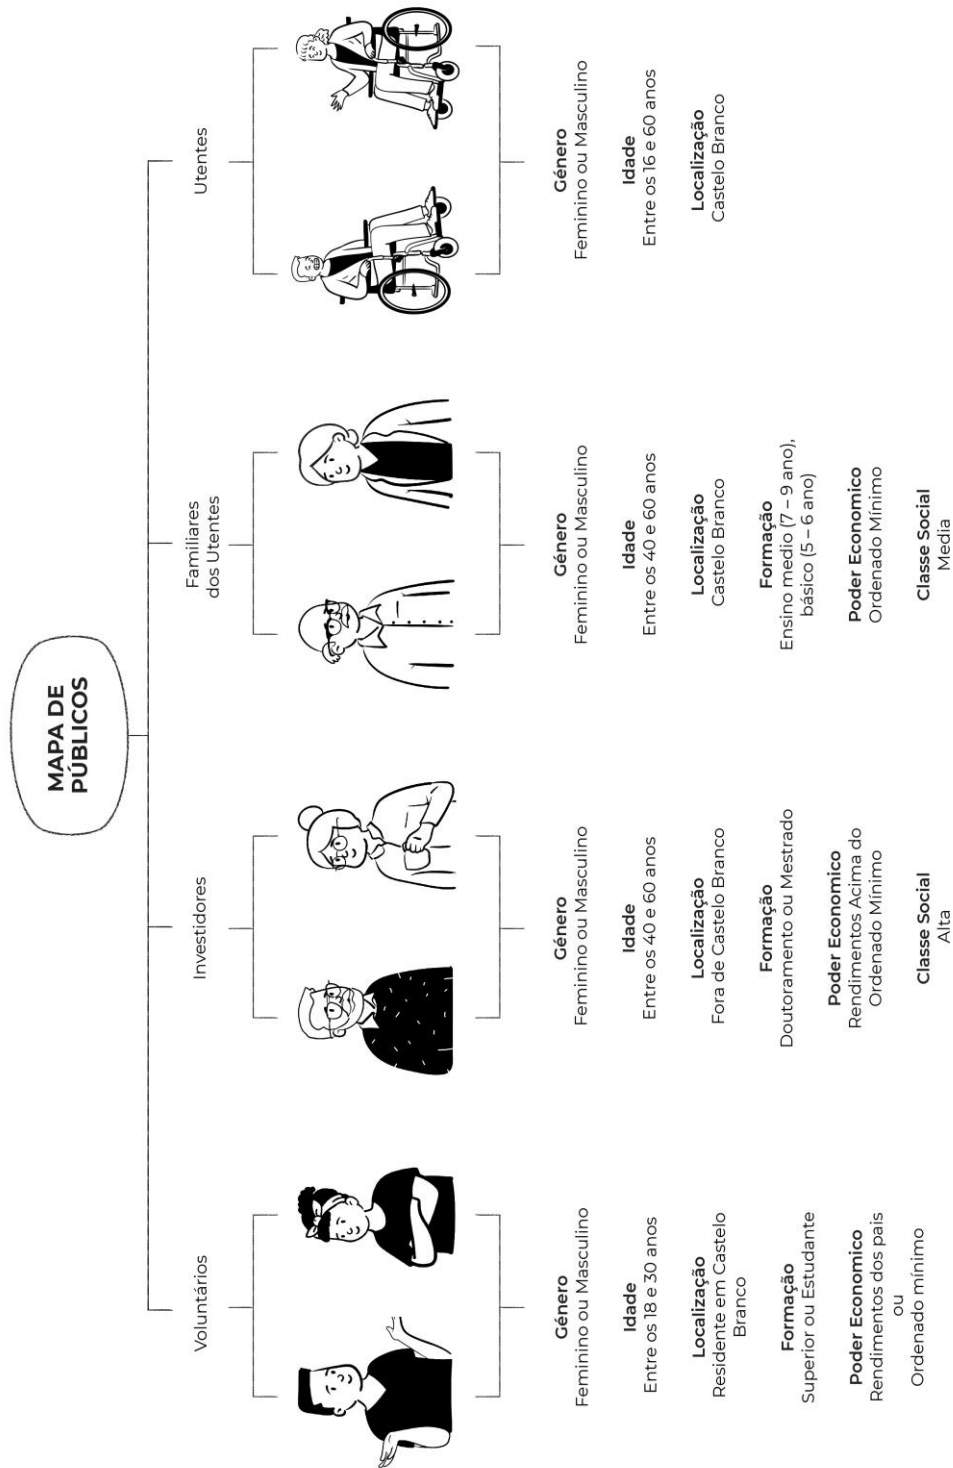 MAPA DE
PÚBLICOS
Voluntários
Género
Feminino ou Masculino
Idade
Entre os 18 e 30 anos
Localização
Residente em Castelo
Branco
Formação
Superior ou Estudante
Poder Economico
Rendimentos dos pais
ou
Ordenado mínimo
Investidores
Género
Feminino ou Masculino
Idade
Entre os 40 e 60 anos
Localização
Fora de Castelo Branco
Formação
Doutoramento ou Mestrado
Poder Economico
Rendimentos Acima do
Ordenado Mínimo
Classe Social
Alta
Familiares
dos Utentes
Género
Feminino ou Masculino
Idade
Entre os 40 e 60 anos
Localização
Castelo Branco
Formação
Ensino medio (7 – 9 ano),
básico (5 – 6 ano)
Poder Economico
Ordenado Mínimo
Classe Social
Media
Utentes
Género
Feminino ou Masculino
Idade
Entre os 16 e 60 anos
Localização
Castelo Branco